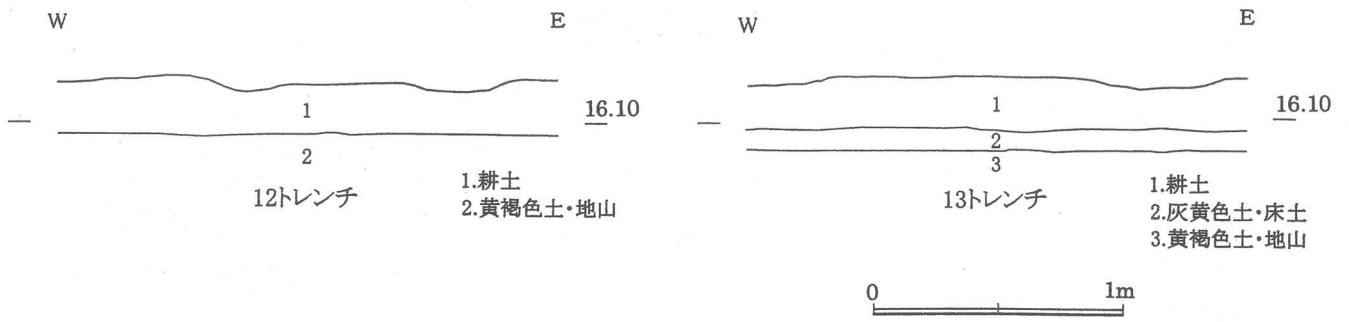 W E
1
16.10
2
12トレンチ
1.耕土
2.黄褐色土・地山
W E
1
16.10
2
3
13トレンチ
1.耕土
2.灰黄色土・床土
3.黄褐色土・地山
0 1m